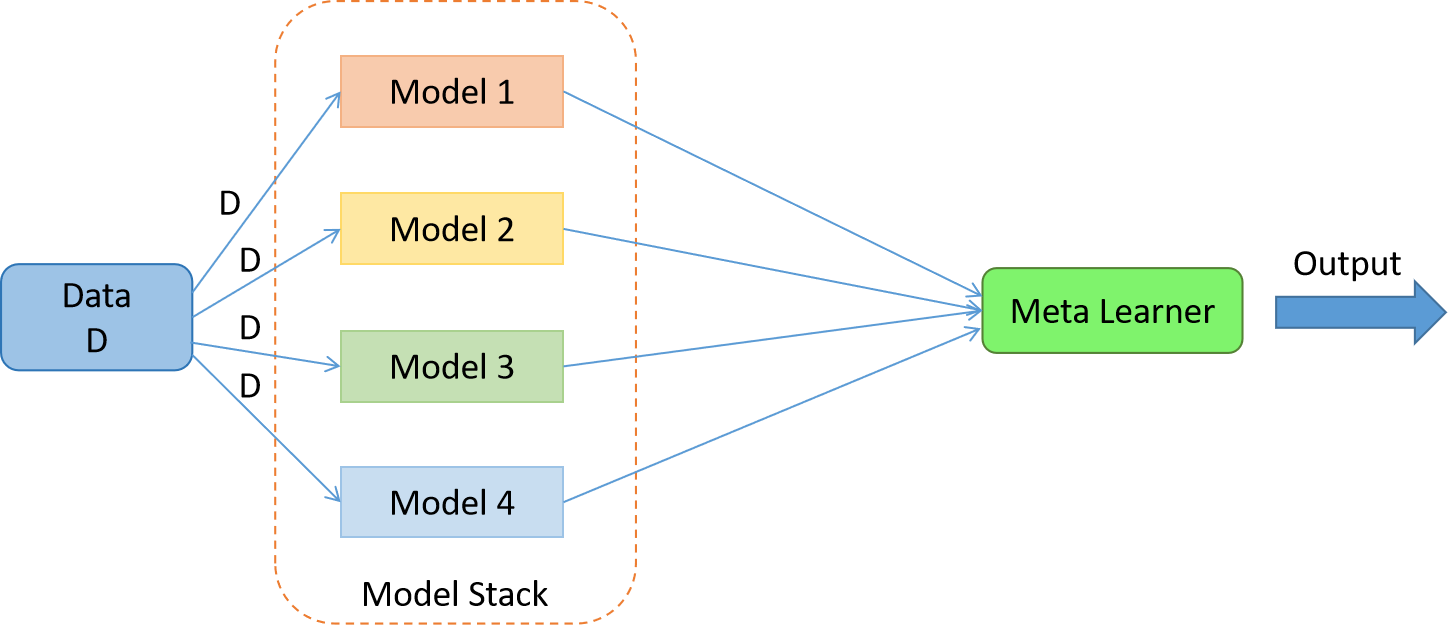 Data
D
D
D
D
D
Model 1
Model 2
Model 3
Model 4
Model Stack
Meta Learner
Output